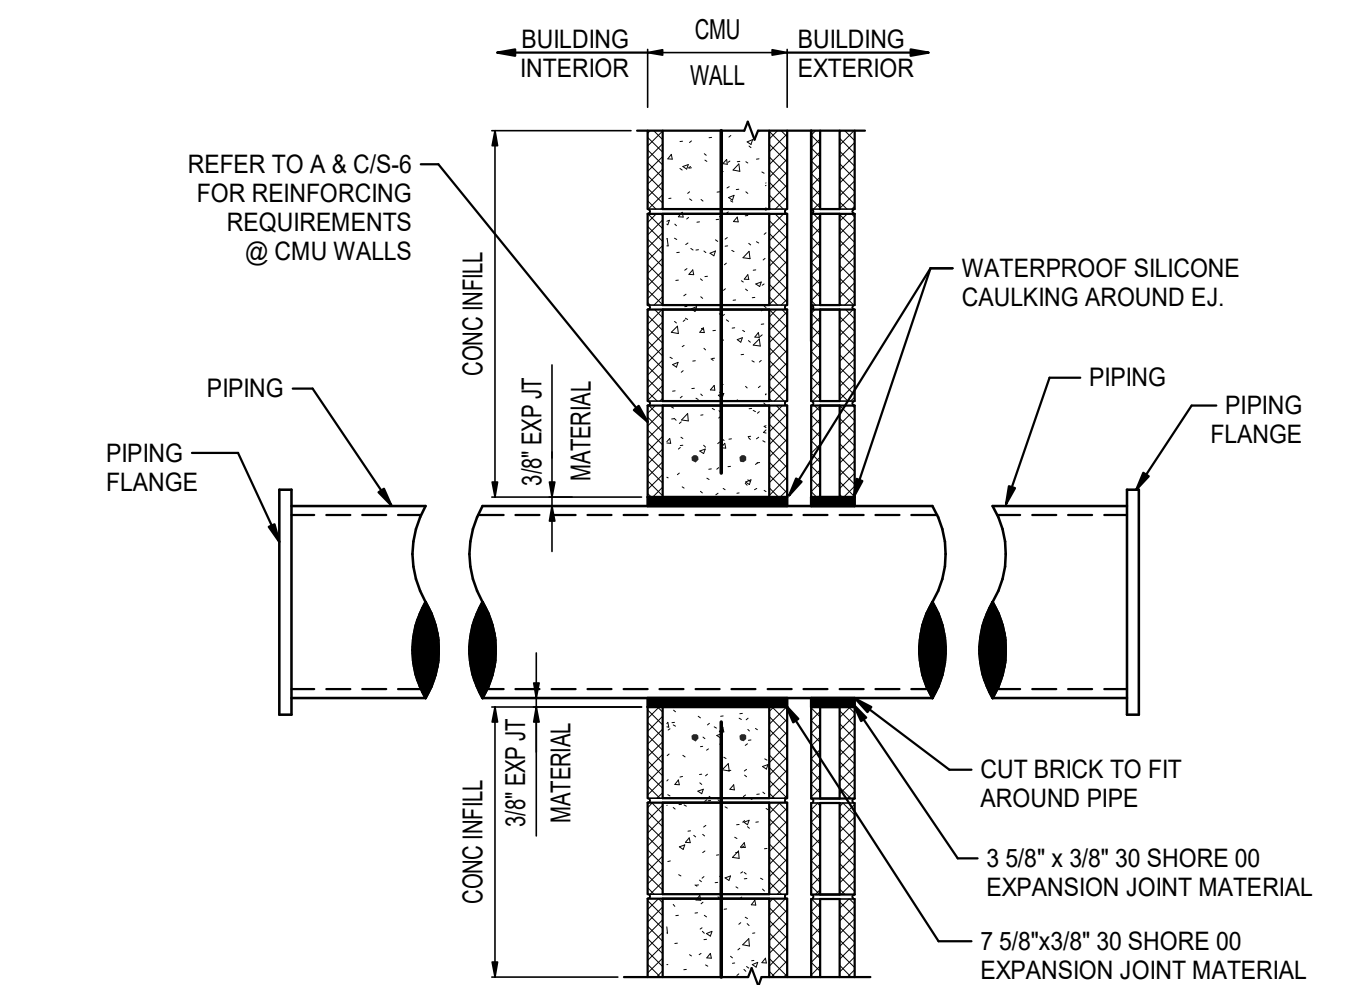 BUILDING
INTERIOR
CMU
WALL
BUILDING
EXTERIOR
REFER TO A & C/S-6
FOR REINFORCING
REQUIREMENTS
@ CMU WALLS
CONC INFILL
WATERPROOF SILICONE
CAULKING AROUND EJ.
3/8" EXP JT
MATERIAL
PIPING
PIPING
PIPING
FLANGE
PIPING
FLANGE
3/8" EXP JT
MATERIAL
CONC INFILL
CUT BRICK TO FIT
AROUND PIPE
3 5/8" x 3/8" 30 SHORE 00
EXPANSION JOINT MATERIAL
7 5/8"x3/8" 30 SHORE 00
EXPANSION JOINT MATERIAL